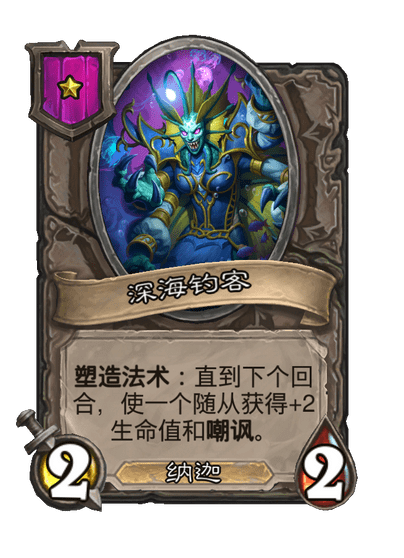 深海钓客
塑造法术：直到下个回
合，使一个随从获得+2
生命值和嘲讽。
2
纳迦
2